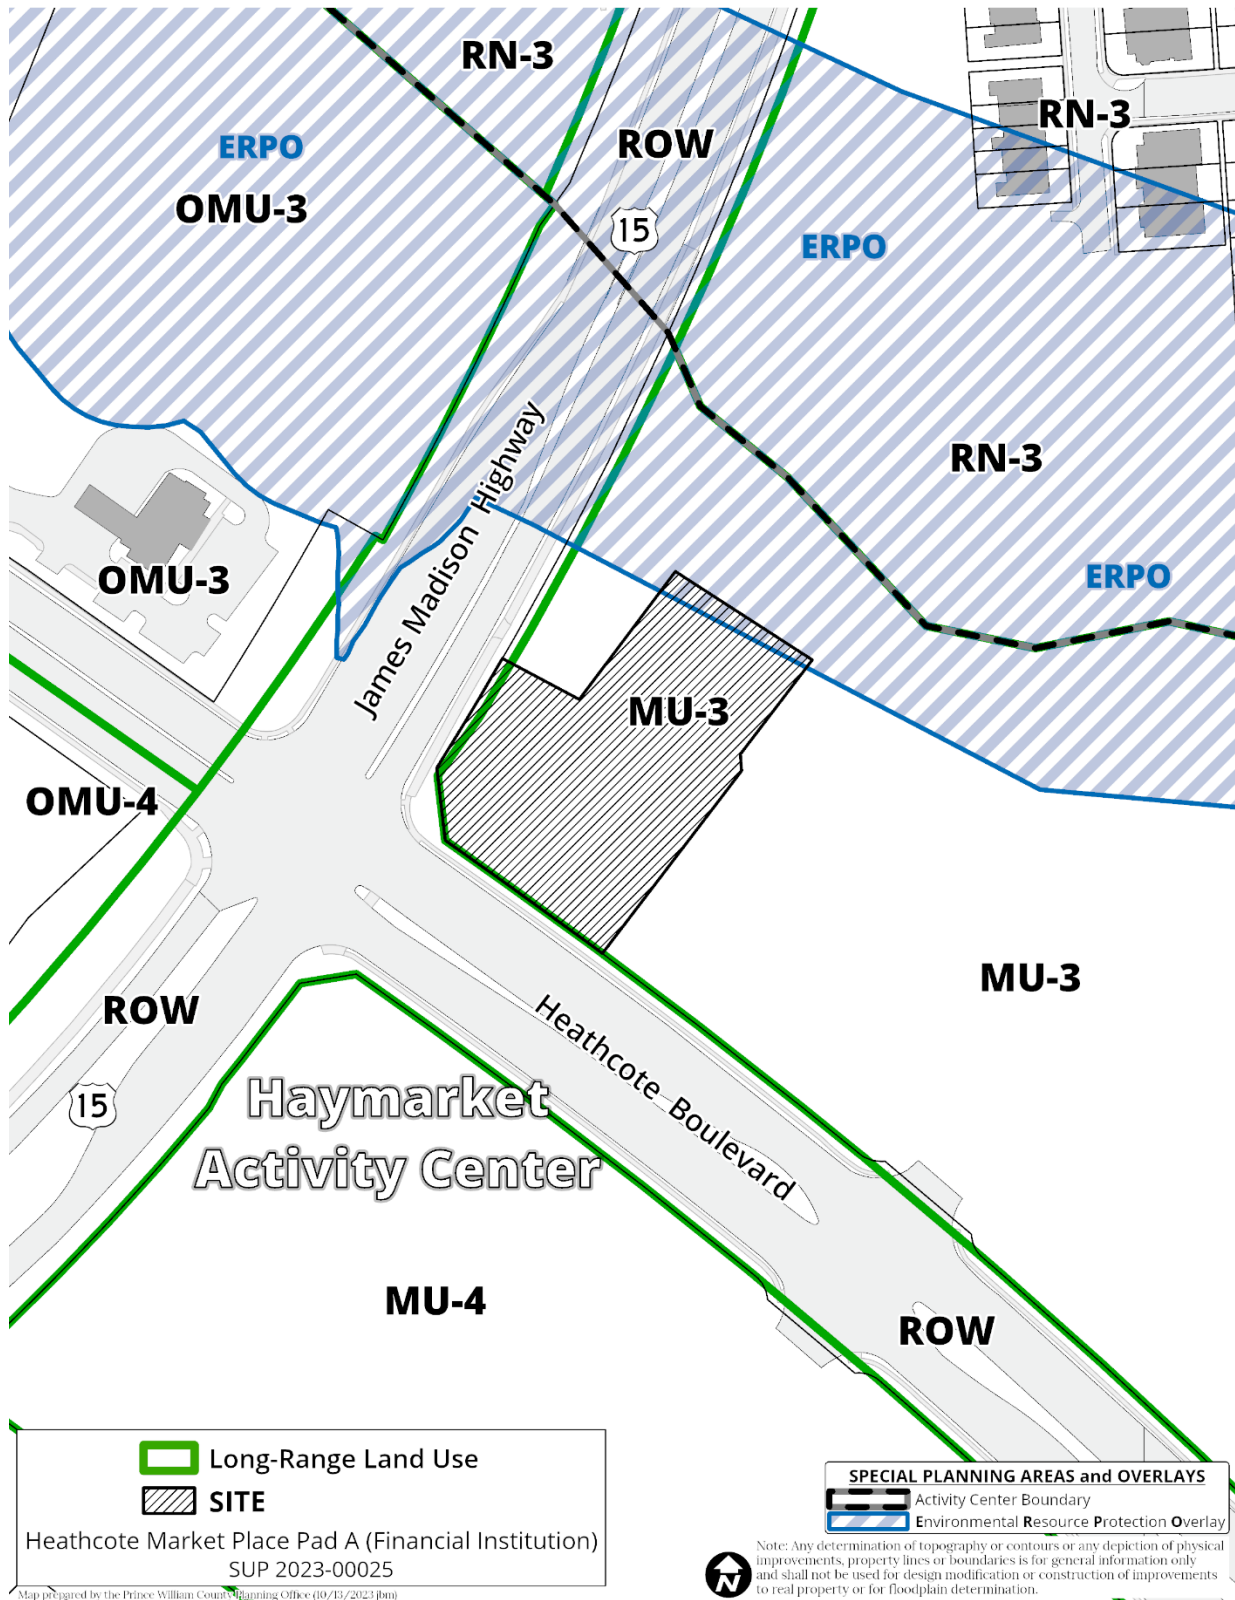 RN-3
RN-3
ROW
ERPO
OMU-3
15
ERPO
RN-3
James Madison Highway
OMU-3
ERPO
MU-3
OMU-4
MU-3
ROW
Heathcote Boulevard
15
Haymarket
Activity Center
MU-4
ROW
Long-Range Land Use
SITE
Heathcote Market Place Pad A (Financial Institution)
SUP 2023-00025
Map prepared by the Prince William County Planning Office (10/13/2023 jbm)
SPECIAL PLANNING AREAS and OVERLAYS
Activity Center Boundary
Environmental Resource Protection Overlay
N
Note: Any determination of topography or contours or any depiction of physical
improvements, property lines or boundaries is for general information only
and shall not be used for design modification or construction of improvements
to real property or for floodplain determination.